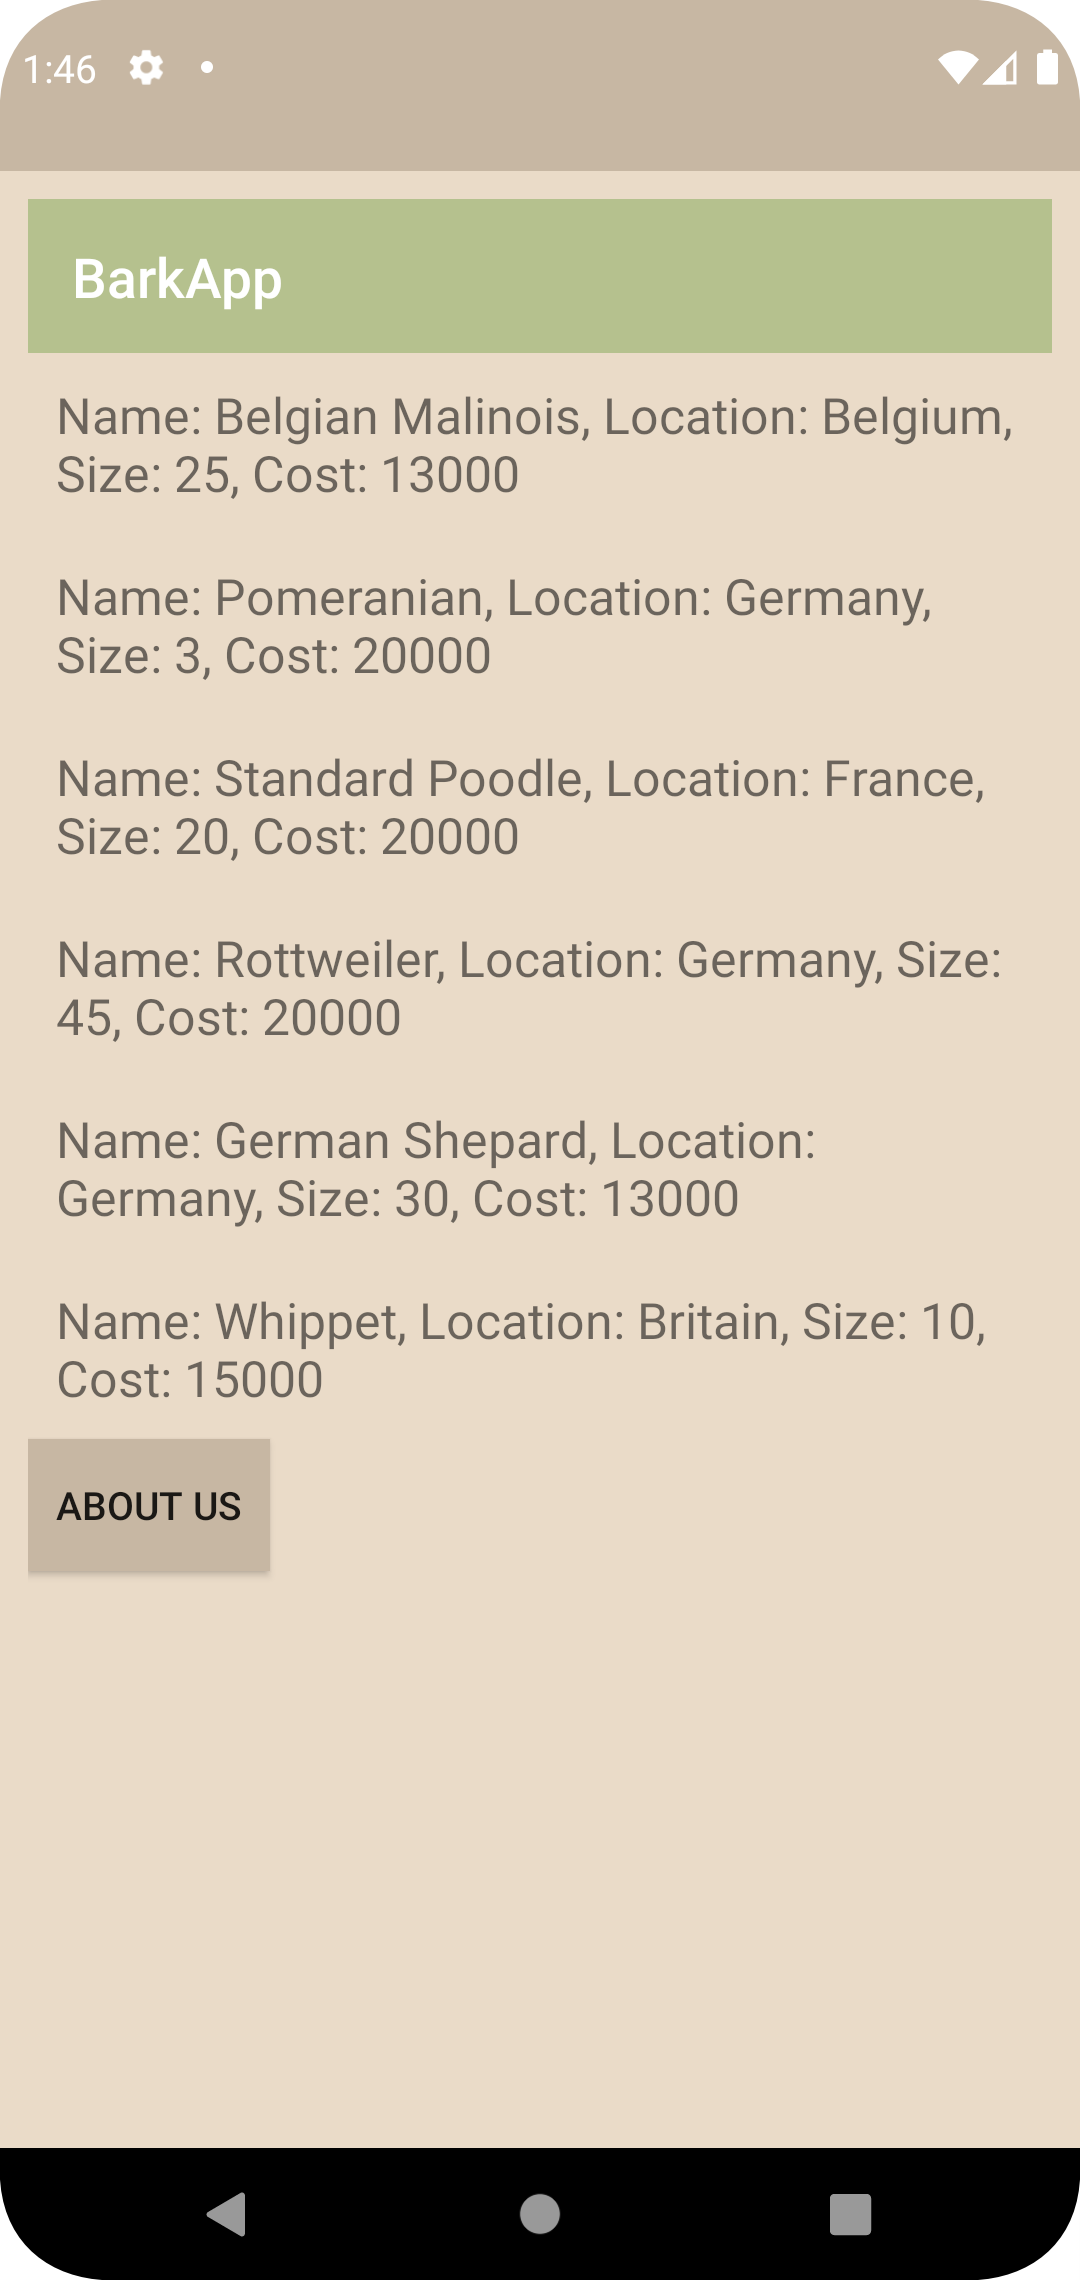 1:46
BarkApp
Name: Belgian Malinois, Location: Belgium,
Size: 25, Cost: 13000
Name: Pomeranian, Location: Germany,
Size: 3, Cost: 20000
Name: Standard Poodle, Location: France,
Size: 20, Cost: 20000
Name: Rottweiler, Location: Germany, Size:
45, Cost: 20000
Name: German Shepard, Location:
Germany, Size: 30, Cost: 13000
Name: Whippet, Location: Britain, Size: 10,
Cost: 15000
ABOUT US